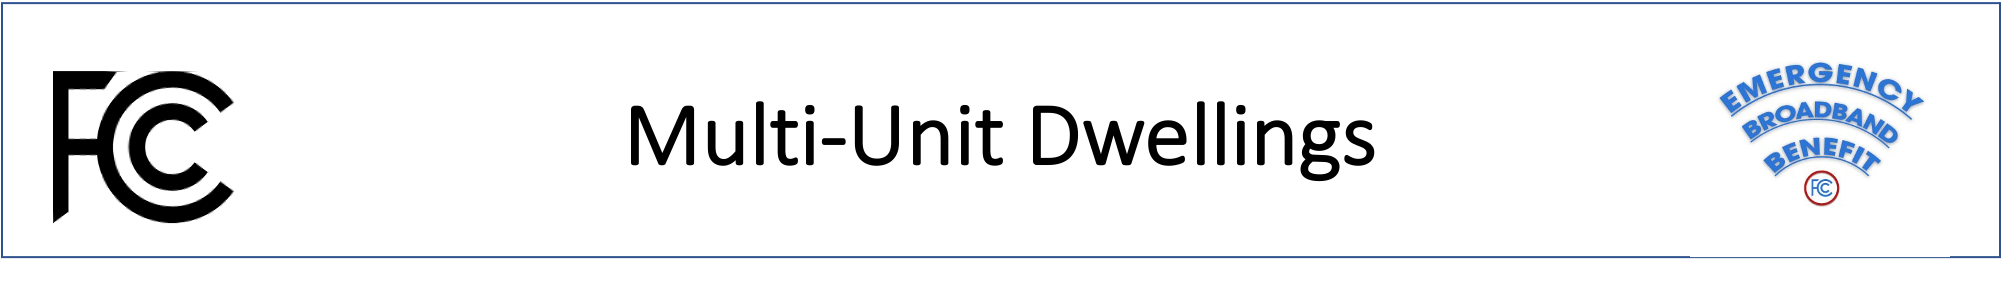 FCC
Multi-Unit Dwellings
EMERGENCY
BROADBAND
BENEFIT
FCC